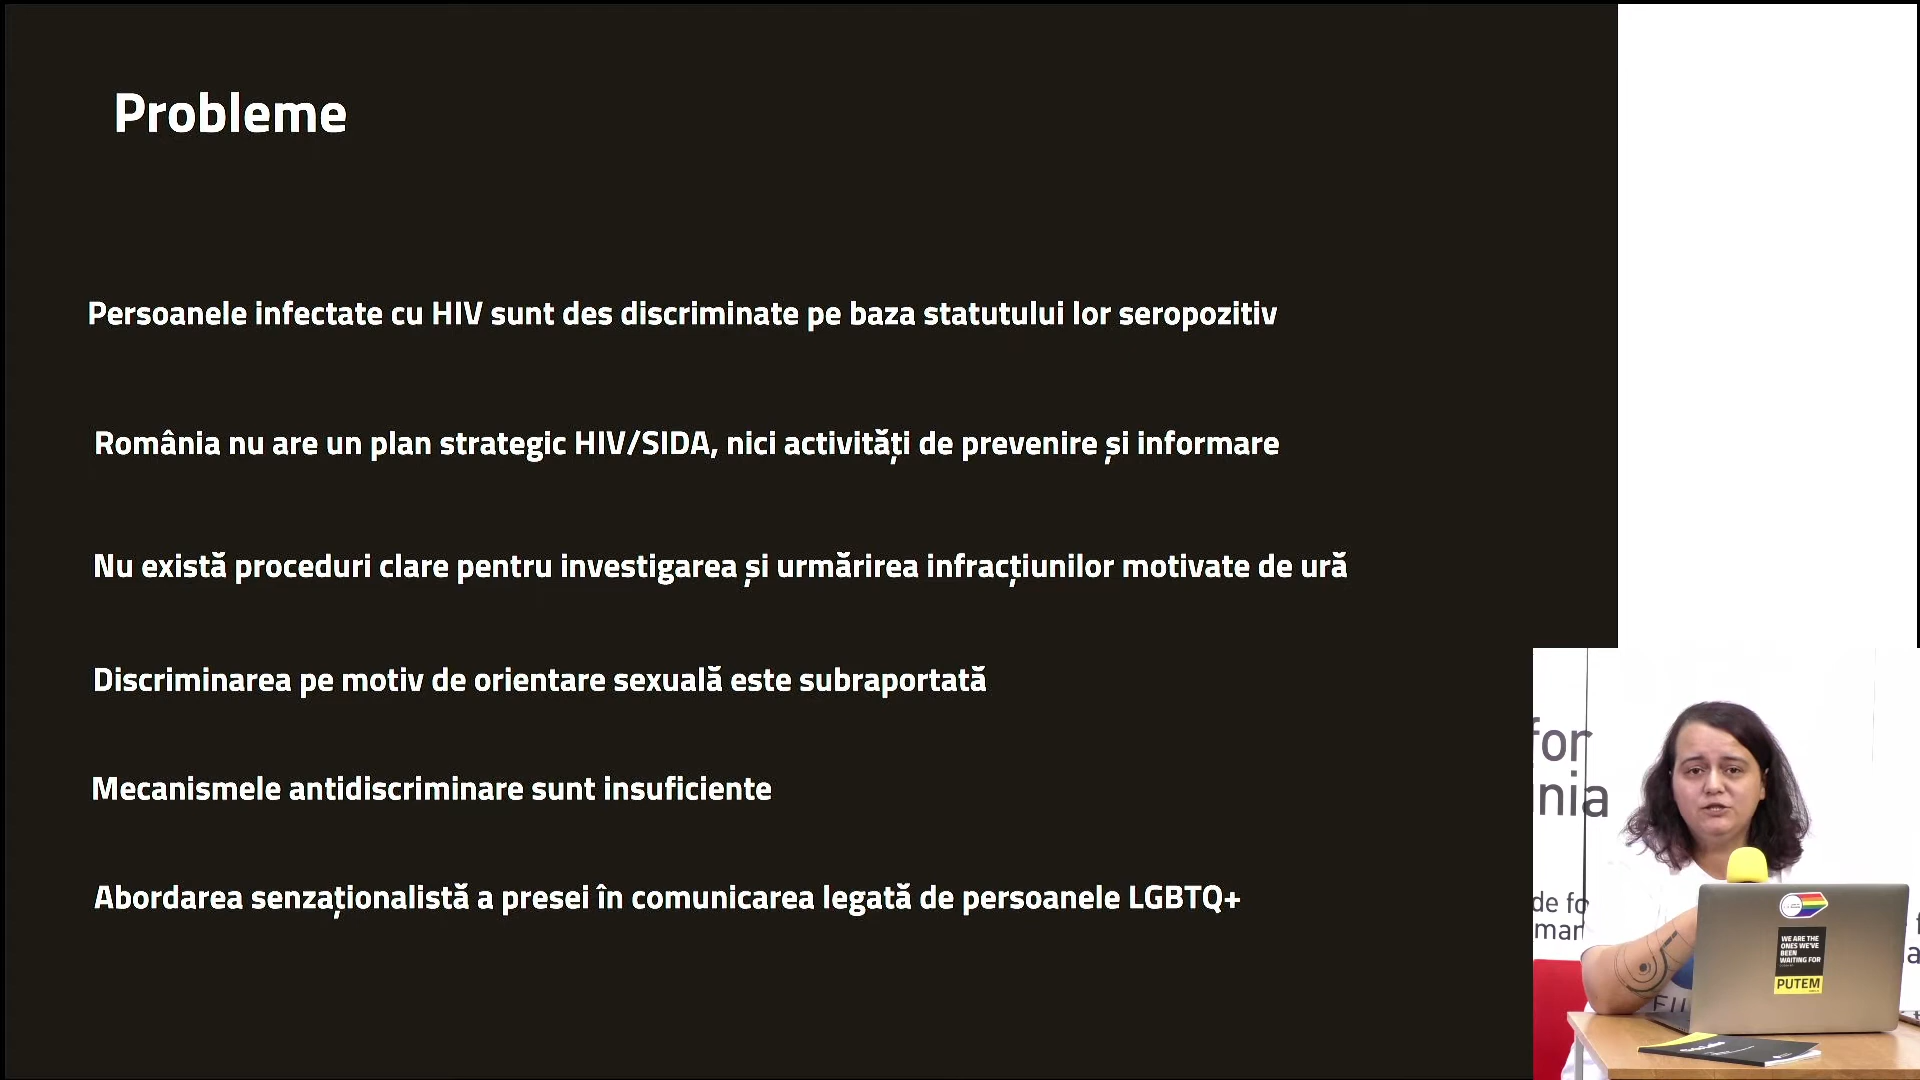 Probleme
Persoanele infectate cu HIV sunt des discriminate pe baza statutului lor seropozitiv
România nu are un plan strategic HIV/SIDA, nici activități de prevenire și informare
Nu există proceduri clare pentru investigarea și urmărirea infracțiunilor motivate de ură
Discriminarea pe motiv de orientare sexuală este subraportată
Mecanismele antidiscriminare sunt insuficiente
Abordarea senzaționalistă a presei în comunicarea legată de persoanele LGBTQ+
for
nia
de fo
mar
WE ARE THE
ONES WE'VE
BEEN
WAITING FOR
PUTEM
FII